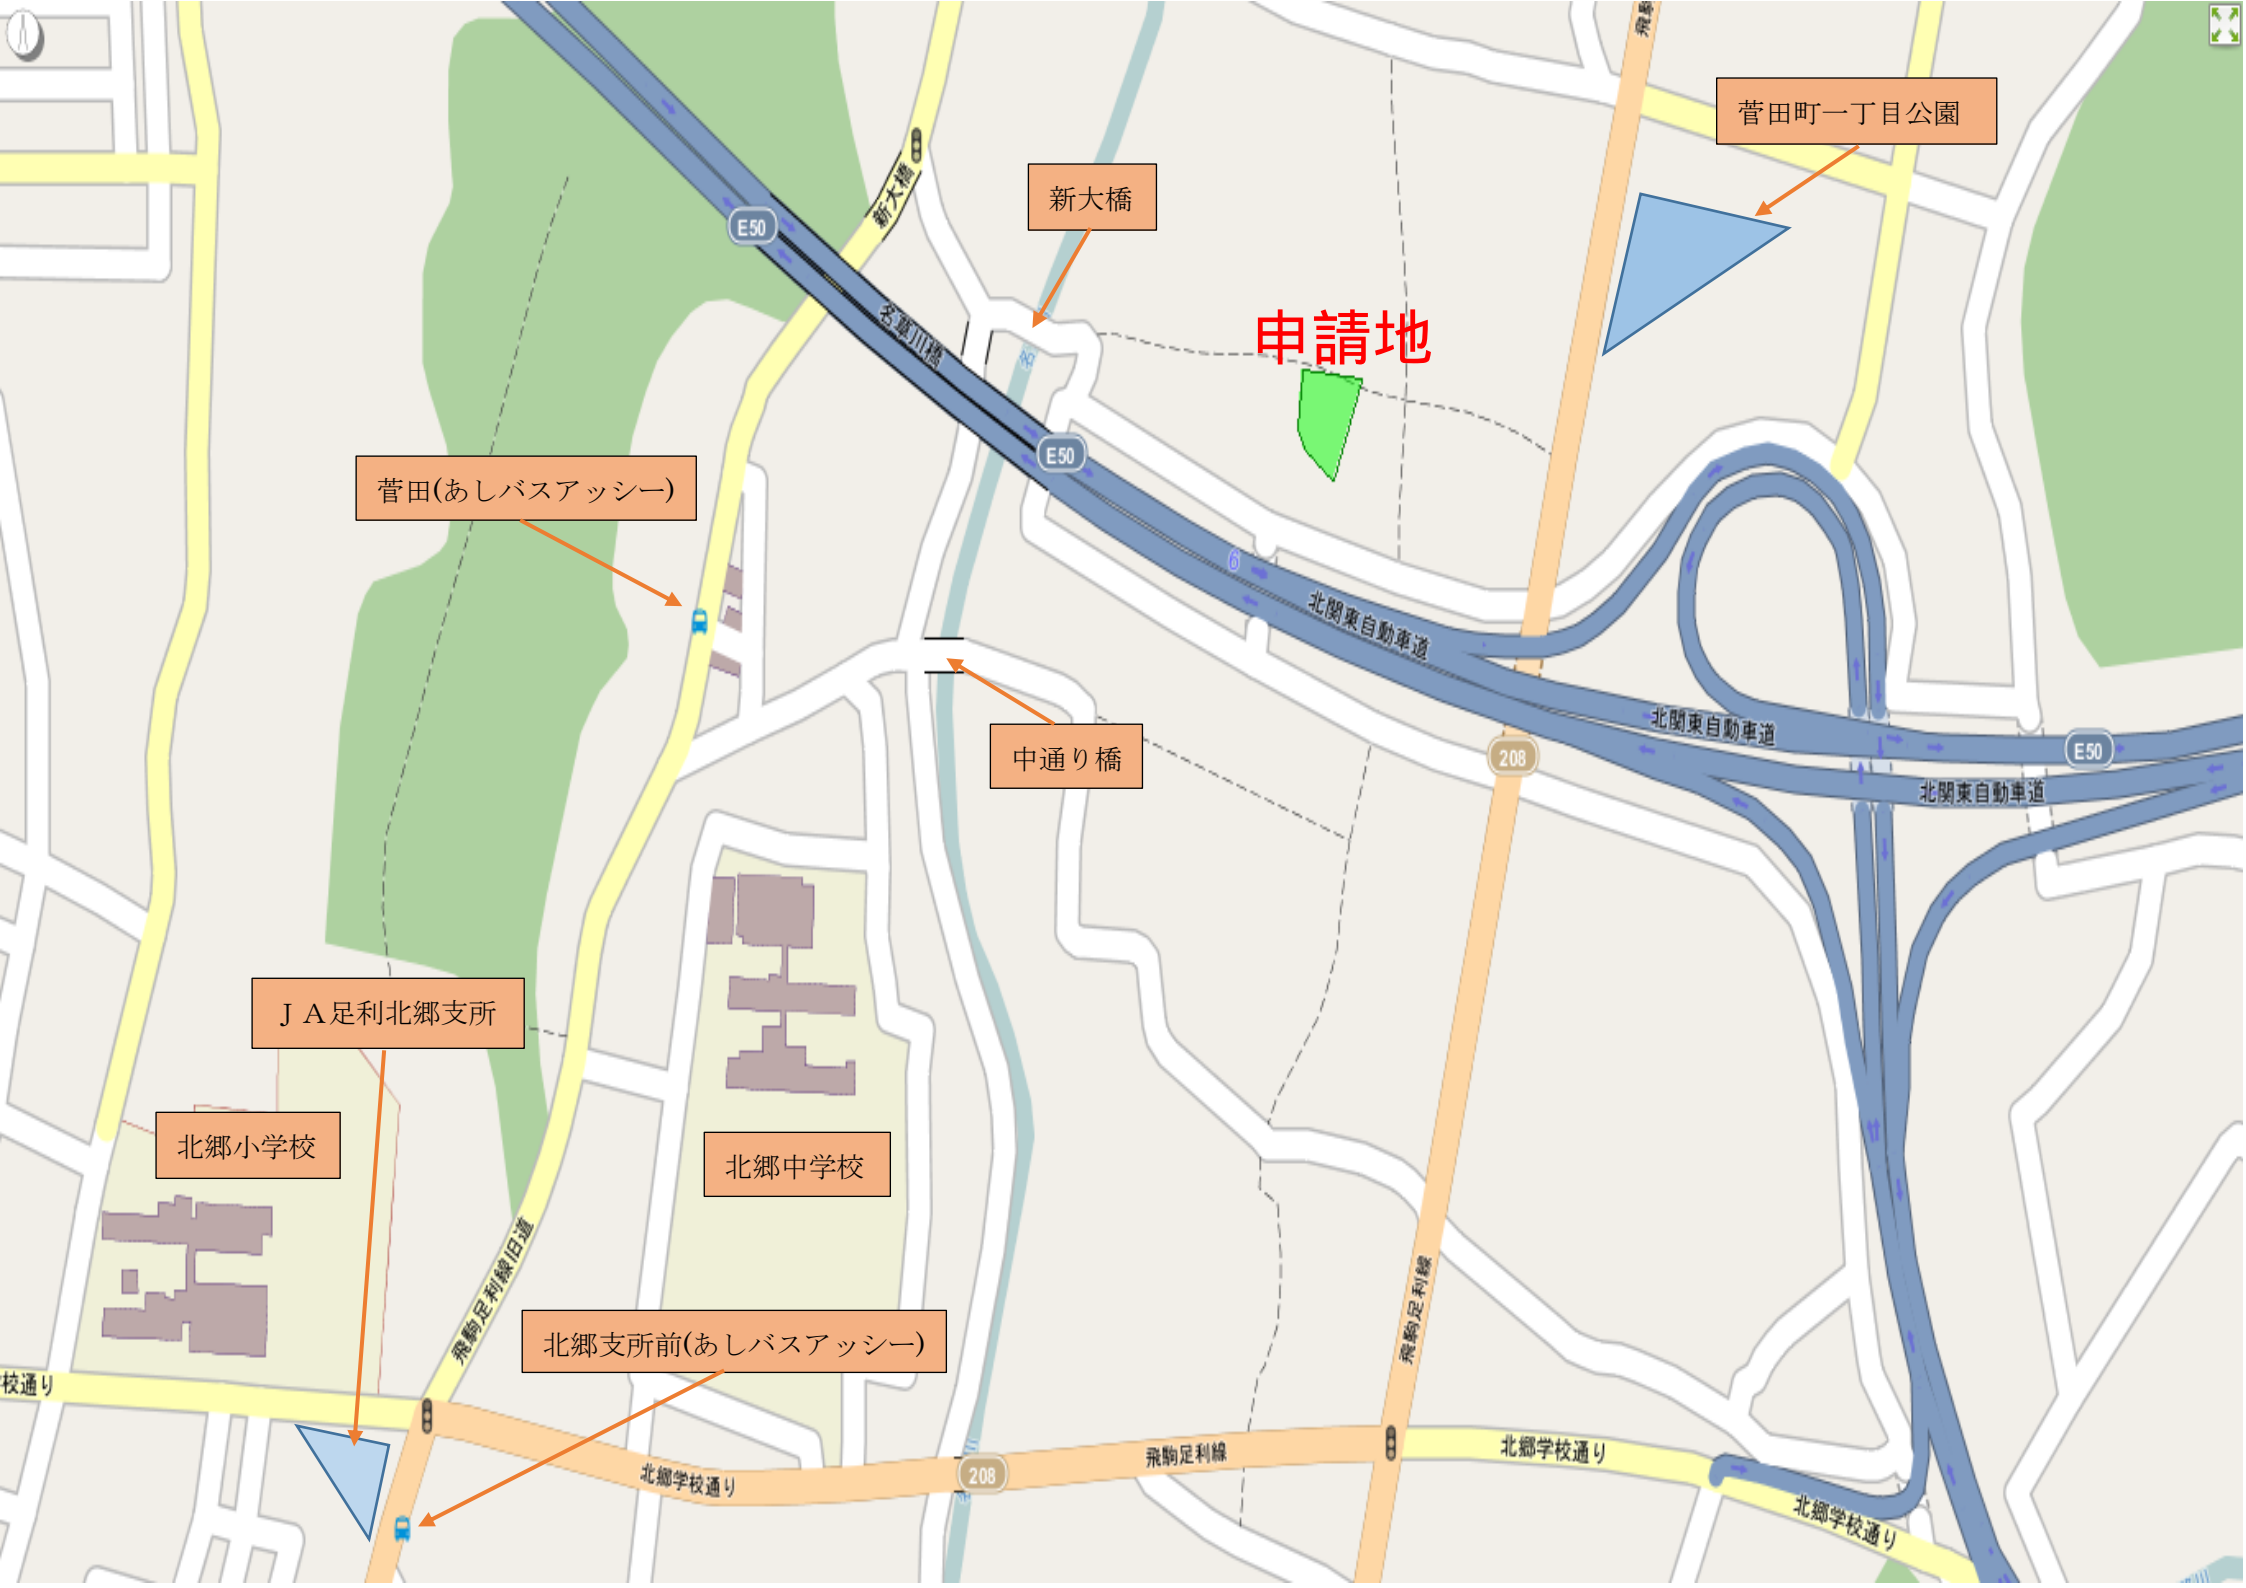 飛駒
菅田町一丁目公園
新大橋
新大橋
E50
名草川橋
申請地
名
E50
菅田(あしバスアッシー)
6
北関東自動車道
北関東自動車道
E50
208
中通り橋
北関東自動車道
ＪＡ足利北郷支所
北郷小学校
北郷中学校
飛駒足利線旧道
飛駒足利線
北郷支所前(あしバスアッシー)
校通り
飛駒足利線
北郷学校通り
208
北郷学校通り
北郷学校通り